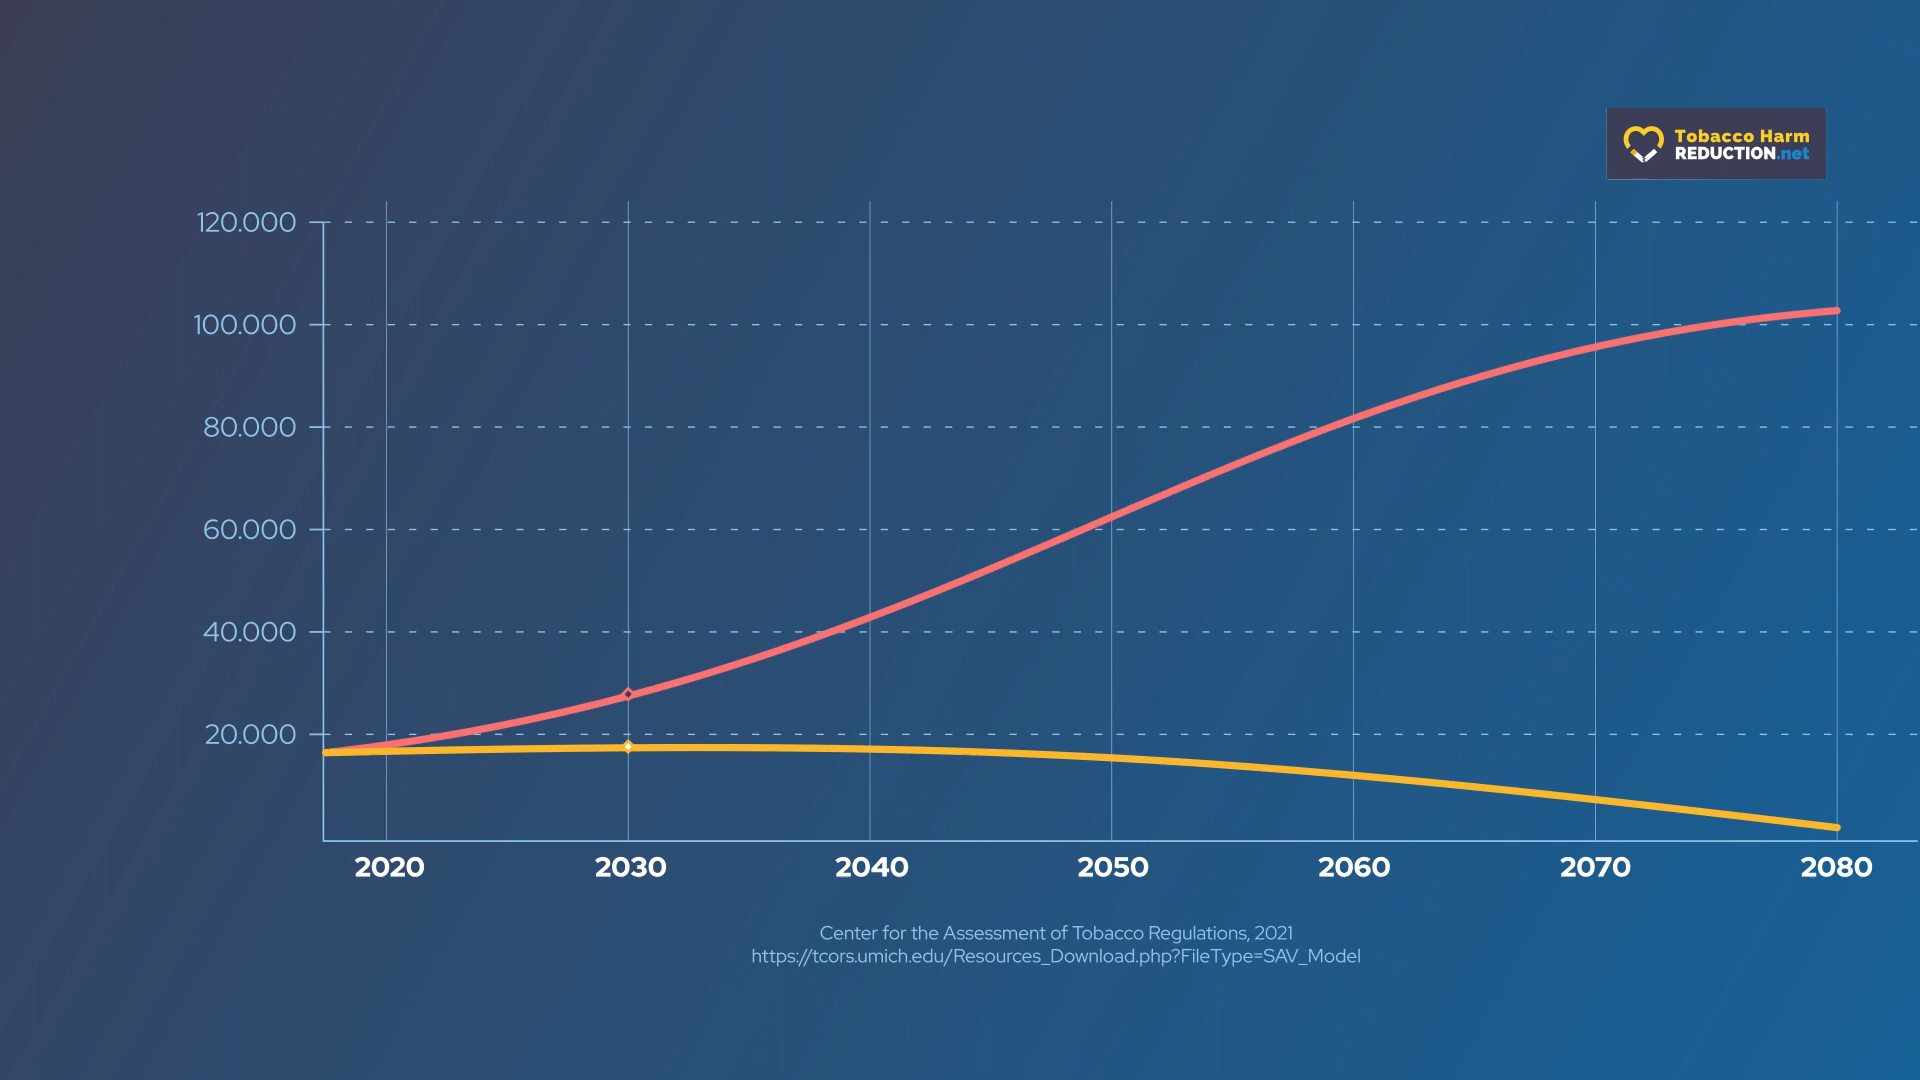 Tobacco Harm
REDUCTION.net
120.000
100.000
80.000
60.000
40.000
20.000
2020 2030 2040 2050 2060 2070 2080
Center for the Assessment of Tobacco Regulations, 2021
https://tcors.umich.edu/Resources_Download.php?FileType=SAV_Model